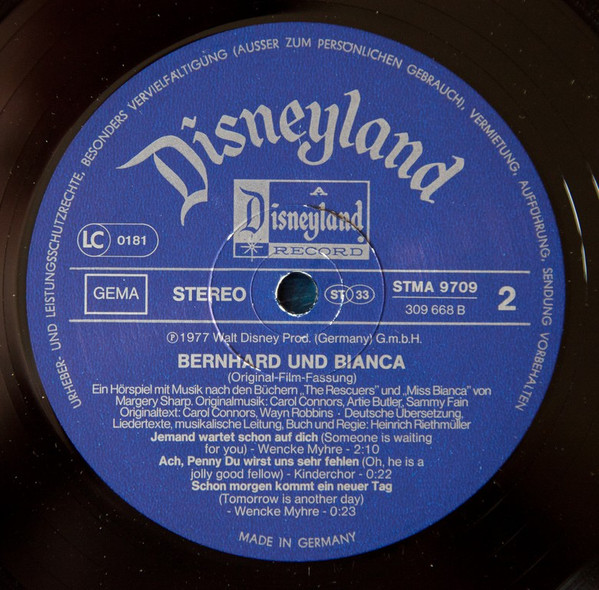 URHEBER- UND LEISTUNGSSCHUTZRECHTE, BESONDERS VERVIELFÄLTIGUNG (AUSSER ZUM PERSÖNLICHEN GEBRAUCH), VERMIETUNG, AUFFÜHRUNG, SENDUNG VORBEHALTEN
Disneyland
A
Disneyland
RECORD
LC 0181
GEMA
STEREO
ST 33
STMA 9709
309 668 B
2
Ⓟ 1977 Walt Disney Prod. (Germany) G.m.b.H.
BERNHARD UND BIANCA
(Original-Film-Fassung)
Ein Hörspiel mit Musik nach den Büchern „The Rescuers" und „Miss Bianca" von
Margery Sharp. Originalmusik: Carol Connors, Artie Butler, Sammy Fain
Originaltext: Carol Connors, Wayn Robbins - Deutsche Übersetzung,
Liedertexte, musikalische Leitung, Buch und Regie: Heinrich Riethmüller
Jemand wartet schon auf dich (Someone is waiting
for you) - Wencke Myhre - 2:10
Ach, Penny Du wirst uns sehr fehlen (Oh, he is a
jolly good fellow) - Kinderchor - 0:22
Schon morgen kommt ein neuer Tag
(Tomorrow is another day)
- Wencke Myhre - 0:23
MADE IN GERMANY